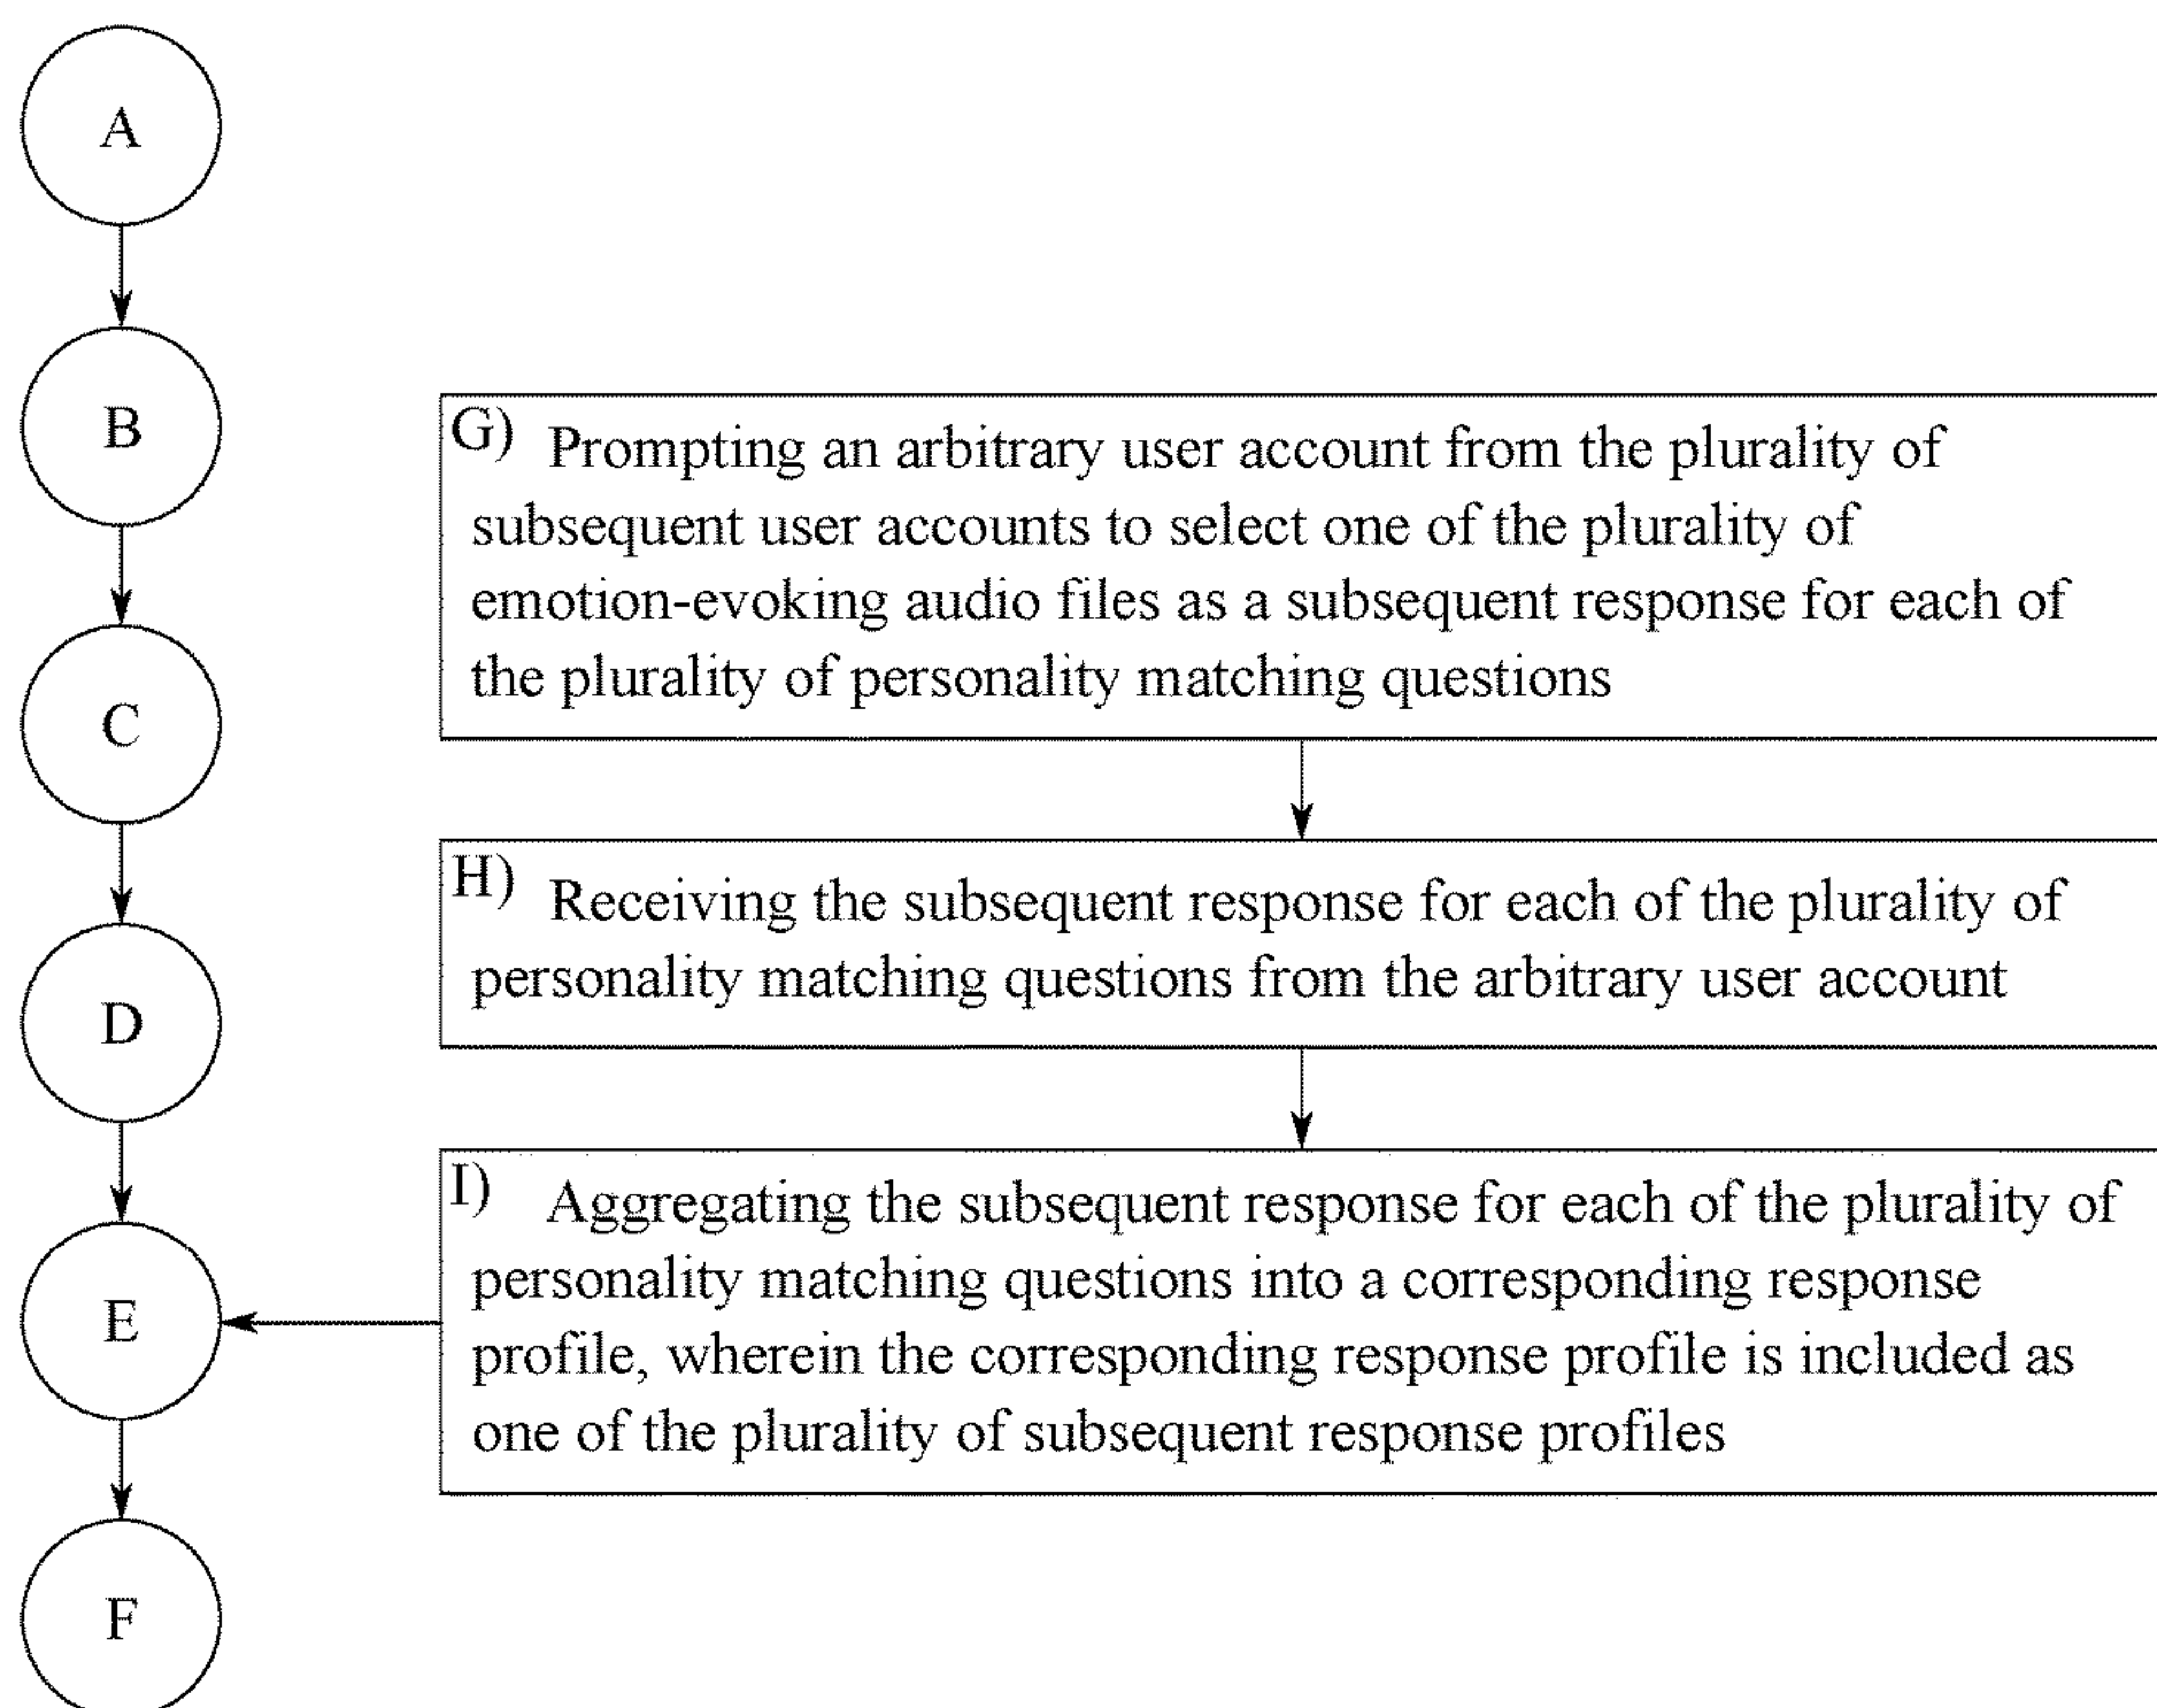 A
B
C
D
E
F
G) Prompting an arbitrary user account from the plurality of
subsequent user accounts to select one of the plurality of
emotion-evoking audio files as a subsequent response for each of
the plurality of personality matching questions
H) Receiving the subsequent response for each of the plurality of
personality matching questions from the arbitrary user account
I) Aggregating the subsequent response for each of the plurality of
personality matching questions into a corresponding response
profile, wherein the corresponding response profile is included as
one of the plurality of subsequent response profiles